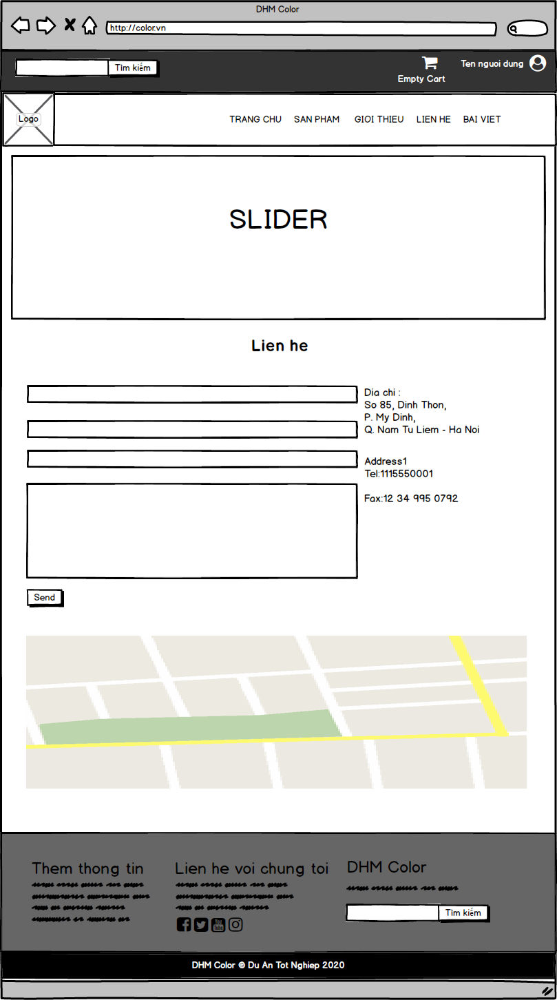 DHM Color
http://color.vn
Tìm kiếm
Empty Cart
Ten nguoi dung
Logo
TRANG CHU SAN PHAM GIOI THIEU LIEN HE BAI VIET
SLIDER
Lien he
Dia chi :
So 85, Dinh Thon,
P. My Dinh,
Q. Nam Tu Liem - Ha Noi
Address1
Tel:1115550001
Fax:12 34 995 0792
Send
Them thong tin
Lien he voi chung toi
You
Tube
DHM Color
Tìm kiếm
DHM Color © Du An Tot Nghiep 2020